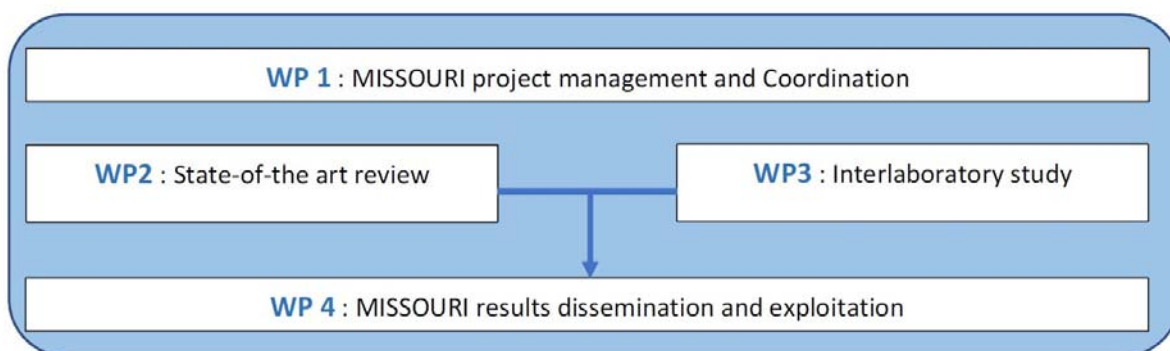 WP 1 : MISSOURI project management and Coordination
WP2 : State-of-the art review
WP3 : Interlaboratory study
WP 4 : MISSOURI results dissemination and exploitation